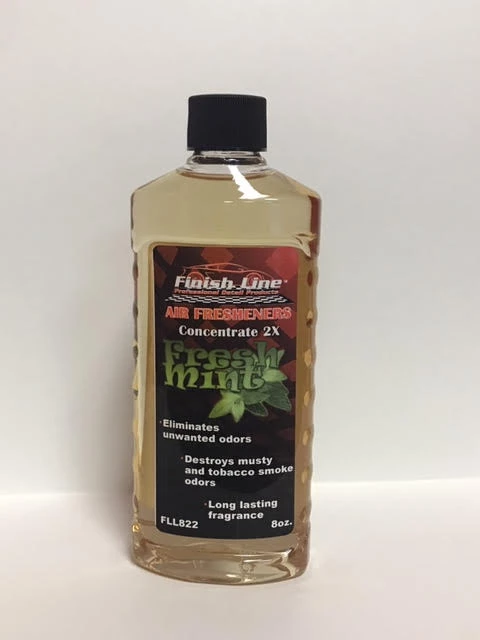 Finish Line™
Professional Detail Products
AIR FRESHENERS
Concentrate 2X
Fresh
Mint
·Eliminates
unwanted odors
·Destroys musty
and tobacco smoke
odors
·Long lasting
fragrance
FLL822 8oz.